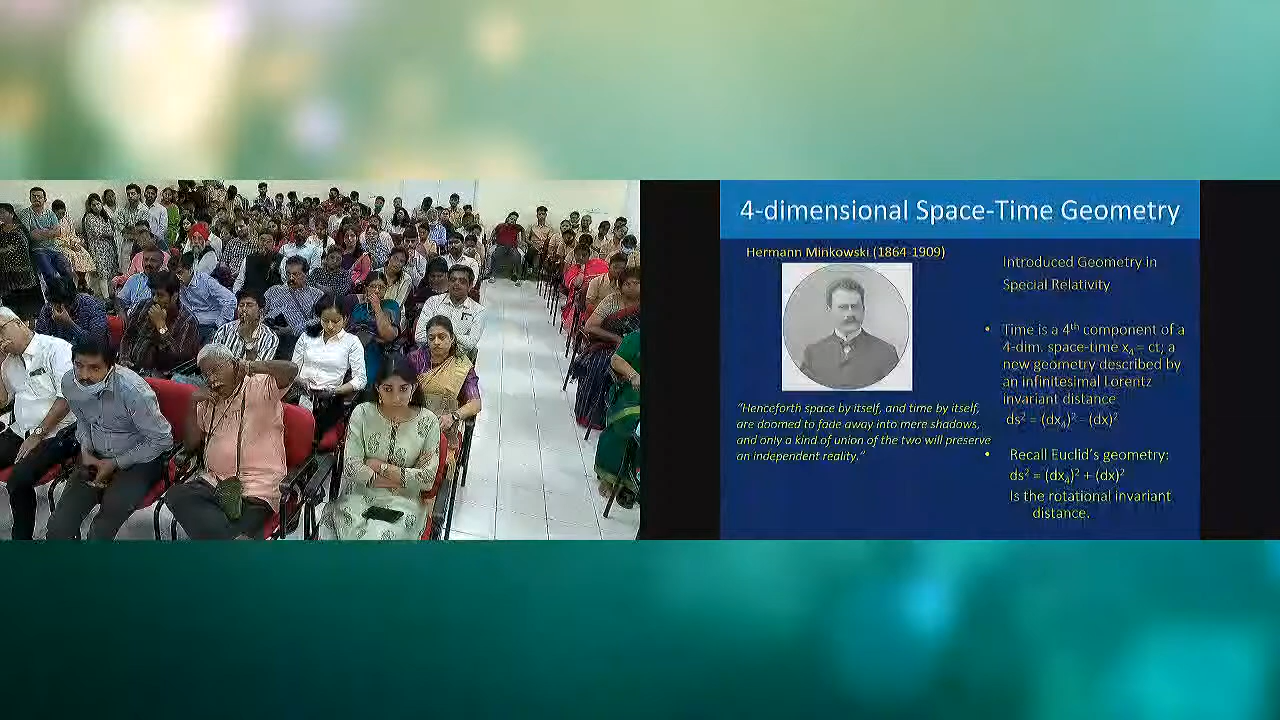 4-dimensional Space-Time Geometry
Hermann Minkowski (1864-1909)
"Henceforth space by itself, and time by itself,
are doomed to fade away into mere shadows,
and only a kind of union of the two will preserve
an independent reality."
Introduced Geometry in
Special Relativity
• Time is a 4th component of a
4-dim. space-time x₄ = ct; a
new geometry described by
an infinitesimal Lorentz
invariant distance
ds² = (dx₄)² – (dx)²
• Recall Euclid's geometry:
ds² = (dx₄)² + (dx)²
Is the rotational invariant
distance.